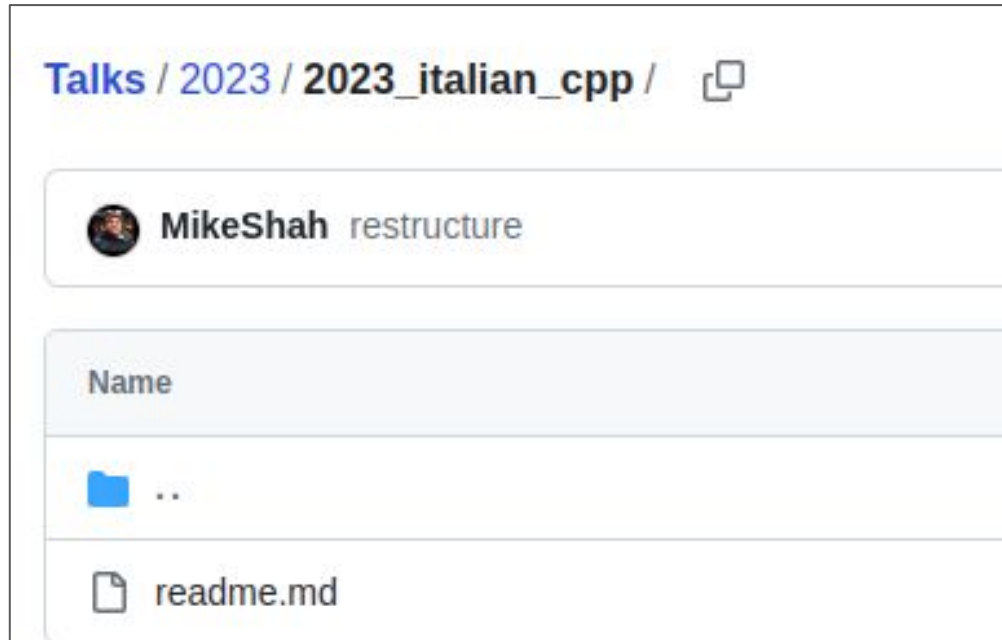 Talks / 2023 / 2023_italian_cpp /
MikeShah restructure
Name
..
readme.md